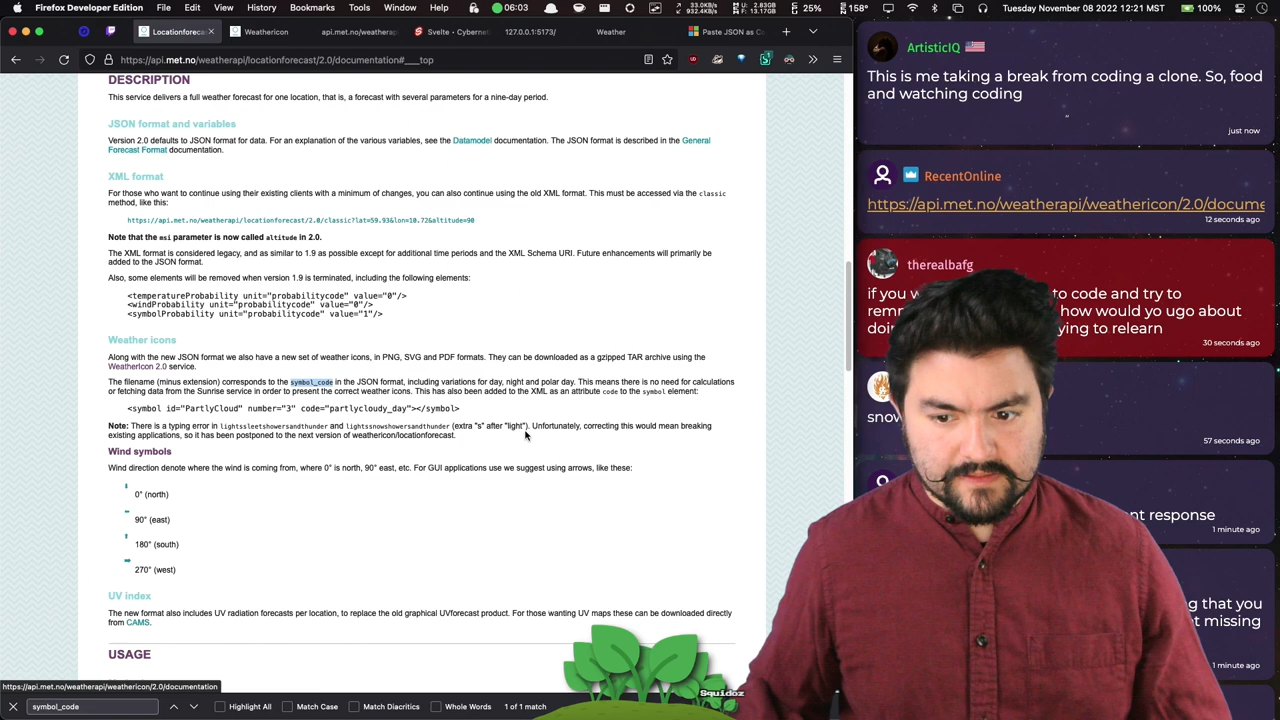 Firefox Developer Edition
06:03
33.0KB/s
932.4KB/s
U: 2.83GB
F: 13.17GB
25%
158%
22 November 2022 12:18:37 MST
Locationforeca
Weathericon
api.met.no/weatherap
Svelte • Cybernet
127.0.0.1:5173/
Weather
Paste JSON as Co
https://api.met.no/weatherapi/locationforecast/2.0/documentation#___top
DESCRIPTION
This service delivers a full weather forecast for one location, that is, a forecast with several parameters for a nine-day period.
JSON format and variables
Version 2.0 defaults to JSON format for data. For an explanation of the various variables, see the Datamodel documentation. The JSON format is described in the General
Forecast Format documentation.
XML format
For those who want to continue using their existing clients with a minimum of changes, you can also continue using the old XML format. This must be accessed via the classic
method, like this:
https://api.met.no/weatherapi/locationforecast/2.0/classic?lat=59.93&lon=10.72&altitude=90
Note that the msl parameter is now called altitude in 2.0.
The XML format is considered legacy, and as similar to 1.9 as possible except for additional time periods and the XML Schema URI. Future enhancements will primarily be
added to the JSON format.
Also, some elements will be removed when version 1.9 is terminated, including the following elements:
<temperatureProbability unit="probabilitycode" value="0"/>
<windProbability unit="probabilitycode" value="0"/>
<symbolProbability unit="probabilitycode" value="1"/>
Weather icons
Along with the new JSON format we also have a new set of weather icons, in PNG, SVG and PDF formats. They can be downloaded as a gzipped TAR archive using the
WeatherIcon 2.0 service.
The filename (minus extension) corresponds to the symbol_code in the JSON format, including variations for day, night and polar day. This means there is no need for calculations
or fetching data from the Sunrise service in order to present the correct weather icons. This has also been added to the XML as an attribute code to the symbol element:
<symbol id="PartlyCloud" number="3" code="partlycloudy_day"></symbol>
Note: There is a typing error in lightssleetshowersandthunder and lightssnowshowersandthunder (extra "s" after "light"). Unfortunately, correcting this would mean breaking
existing applications, so it has been postponed to the next version of weathericon/locationforecast.
Wind symbols
Wind direction denote where the wind is coming from, where 0° is north, 90° east, etc. For GUI applications use we suggest using arrows, like these:
0° (north)
90° (east)
180° (south)
270° (west)
UV index
The new format also includes UV radiation forecasts per location, to replace the old graphical UVforecast product. For those wanting UV maps these can be downloaded directly
from CAMS.
USAGE
https://api.met.no/weatherapi/weathericon/2.0/documentation
symbol_code
Highlight All
Match Case
Match Diacritics
Whole Words
1 of 1 match
Squidoz
ArtisticIQ
This is me taking a break from coding a clone. So, food
and watching coding
just now
RecentOnline
https://api.met.no/weatherapi/locationforecast/2.0/docume
12 seconds ago
therealbad
if you w to code and try to
rem how would yo ugo about
doin ying to relearn
30 seconds ago
snow
57 seconds ago
son response
1 minute ago
ng that you
t missing
1 minute ago